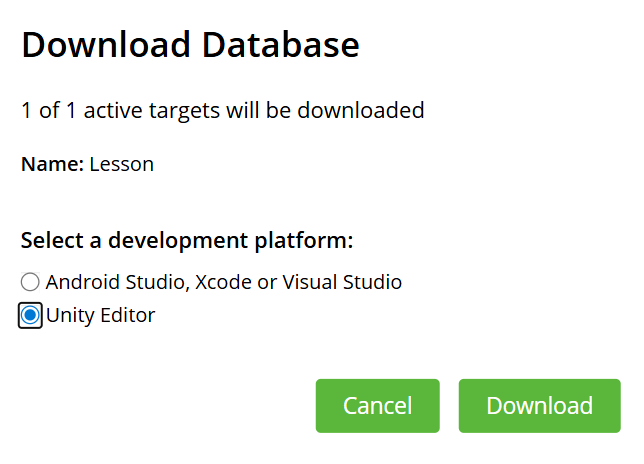 Download Database
1 of 1 active targets will be downloaded
Name: Lesson
Select a development platform:
Android Studio, Xcode or Visual Studio
Unity Editor
Cancel Download